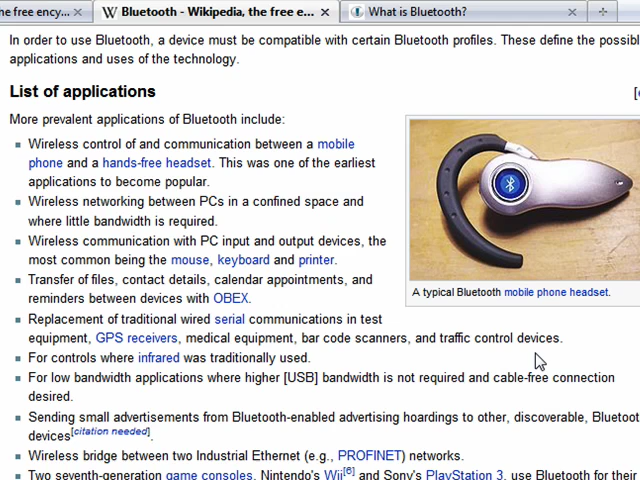 he free ency...
Bluetooth - Wikipedia, the free e...
What is Bluetooth?
In order to use Bluetooth, a device must be compatible with certain Bluetooth profiles. These define the possibl
applications and uses of the technology.
List of applications
More prevalent applications of Bluetooth include:
Wireless control of and communication between a mobile
phone and a hands-free headset. This was one of the earliest
applications to become popular.
Wireless networking between PCs in a confined space and
where little bandwidth is required.
Wireless communication with PC input and output devices, the
most common being the mouse, keyboard and printer.
Transfer of files, contact details, calendar appointments, and
reminders between devices with OBEX.
A typical Bluetooth mobile phone headset.
Replacement of traditional wired serial communications in test
equipment, GPS receivers, medical equipment, bar code scanners, and traffic control devices.
For controls where infrared was traditionally used.
For low bandwidth applications where higher [USB] bandwidth is not required and cable-free connection
desired.
Sending small advertisements from Bluetooth-enabled advertising hoardings to other, discoverable, Bluetoot
devices[citation needed].
Wireless bridge between two Industrial Ethernet (e.g., PROFINET) networks.
Two seventh-generation game consoles, Nintendo's Wii[6] and Sony's PlayStation 3, use Bluetooth for their